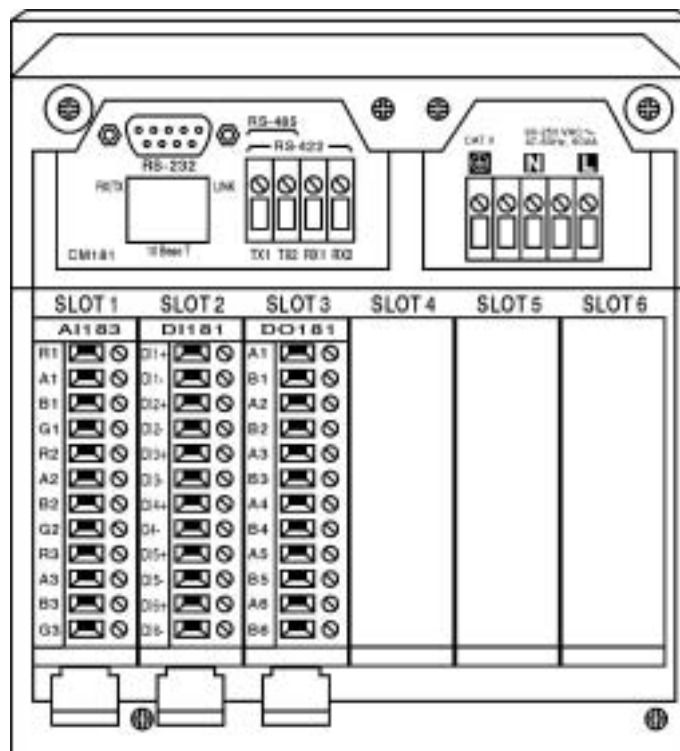 RS-485
RS-422
RS-232
RX/TX
LINK
10 Base T
CM181
TX1 TX2 RX1 RX2
CAT II
N L
SLOT 1 SLOT 2 SLOT 3 SLOT 4 SLOT 5 SLOT 6
AI183 DI181 DO181
R1 DI1+ A1
A1 DI1- B1
B1 DI2+ A2
G1 DI2- B2
R2 DI3+ A3
A2 DI3- B3
B2 DI4+ A4
G2 DI4- B4
R3 DI5+ A5
A3 DI5- B5
B3 DI6+ A6
G3 DI6- B6